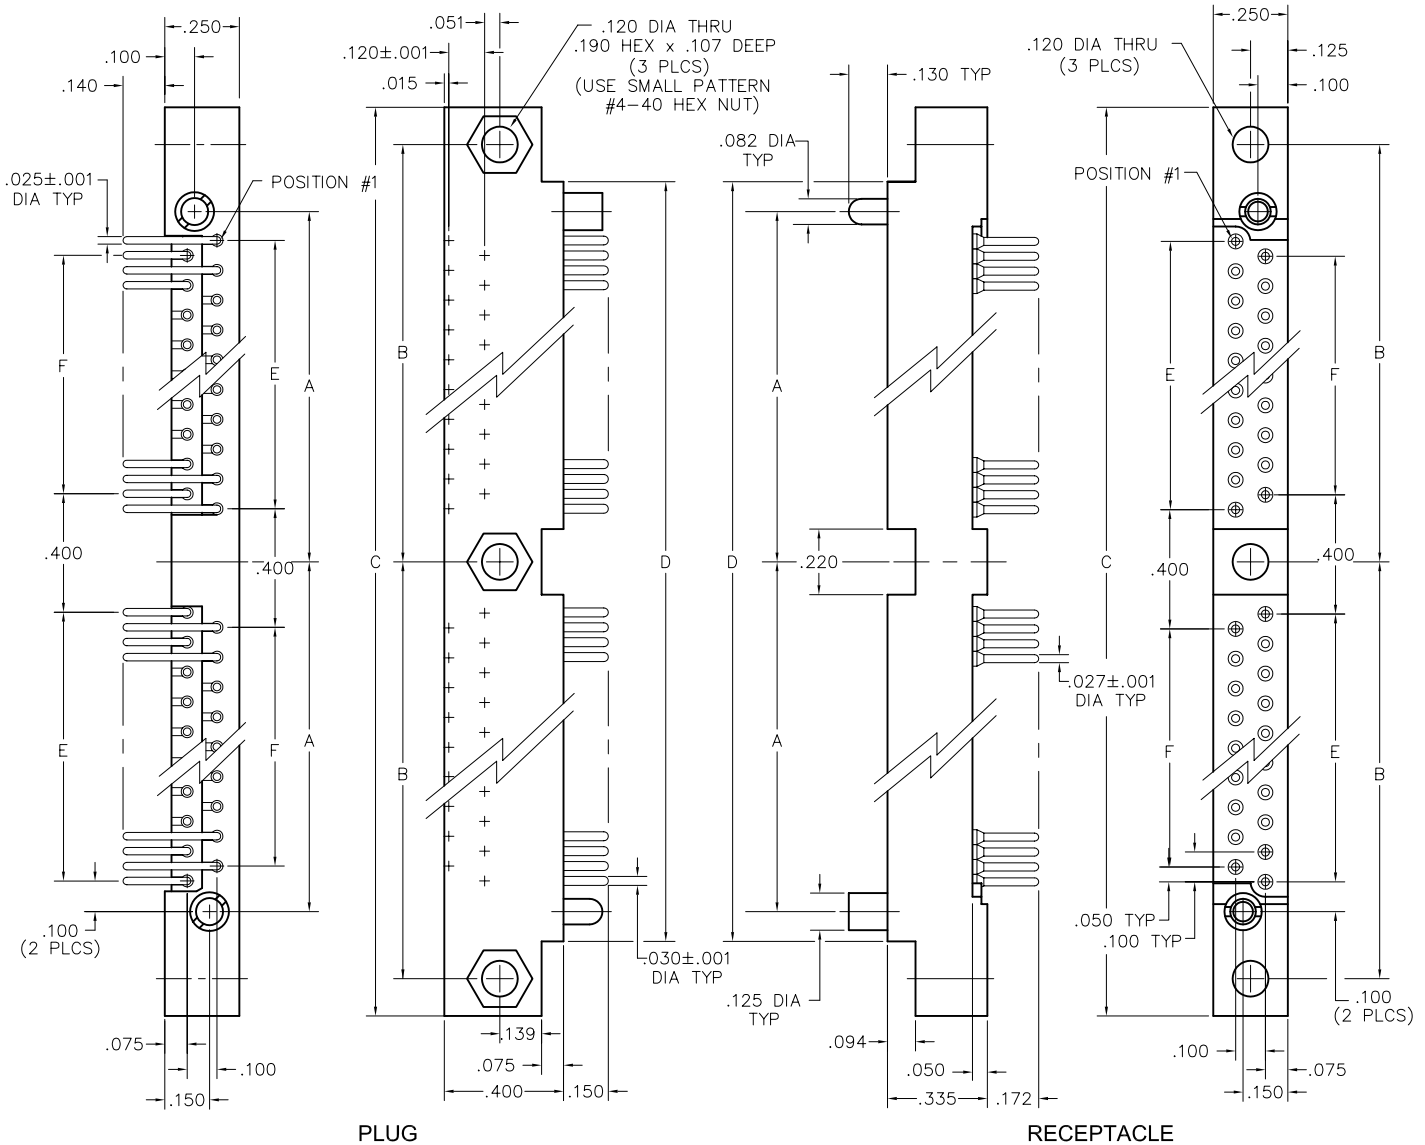 .250
.100
.140
.025±.001
DIA TYP
POSITION #1
F
E
A
.400
.400
E
F
A
.100
(2 PLCS)
.075
.100
.150
.051
.120±.001
.015
.120 DIA THRU
.190 HEX x .107 DEEP
(3 PLCS)
(USE SMALL PATTERN
#4-40 HEX NUT)
B
C
D
B
.030±.001
DIA TYP
.139
.075
.400
.150
PLUG
.130 TYP
.082 DIA
TYP
A
D
.220
A
.027±.001
DIA TYP
.125 DIA
TYP
.094
.050
.335
.172
.250
.125
.100
.120 DIA THRU
(3 PLCS)
POSITION #1
E
F
B
C
.400
.400
F
E
B
.050 TYP
.100 TYP
.100
(2 PLCS)
.100
.075
.150
RECEPTACLE